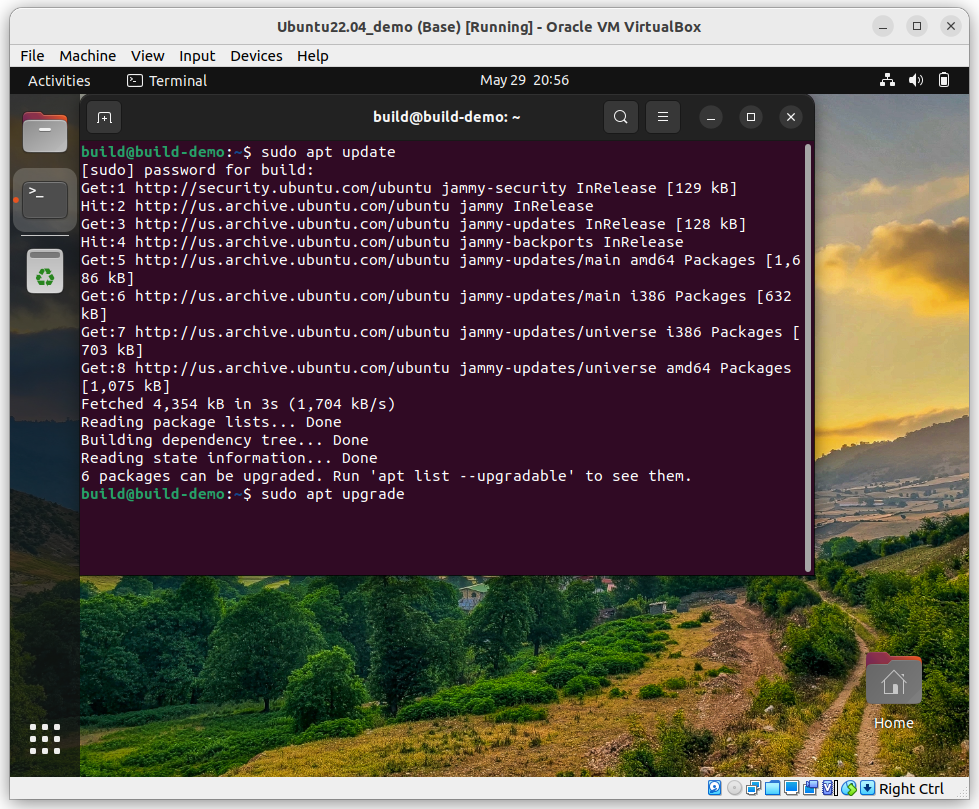 Ubuntu22.04_demo (Base) [Running] - Oracle VM VirtualBox
File Machine View Input Devices Help
Activities Terminal May 29 20:56
build@build-demo: ~
build@build-demo:~$ sudo apt update
[sudo] password for build:
Get:1 http://security.ubuntu.com/ubuntu jammy-security InRelease [129 kB]
Hit:2 http://us.archive.ubuntu.com/ubuntu jammy InRelease
Get:3 http://us.archive.ubuntu.com/ubuntu jammy-updates InRelease [128 kB]
Hit:4 http://us.archive.ubuntu.com/ubuntu jammy-backports InRelease
Get:5 http://us.archive.ubuntu.com/ubuntu jammy-updates/main amd64 Packages [1,6
86 kB]
Get:6 http://us.archive.ubuntu.com/ubuntu jammy-updates/main i386 Packages [632
kB]
Get:7 http://us.archive.ubuntu.com/ubuntu jammy-updates/universe i386 Packages [
703 kB]
Get:8 http://us.archive.ubuntu.com/ubuntu jammy-updates/universe amd64 Packages
[1,075 kB]
Fetched 4,354 kB in 3s (1,704 kB/s)
Reading package lists... Done
Building dependency tree... Done
Reading state information... Done
6 packages can be upgraded. Run 'apt list --upgradable' to see them.
build@build-demo:~$ sudo apt upgrade
Home
Right Ctrl